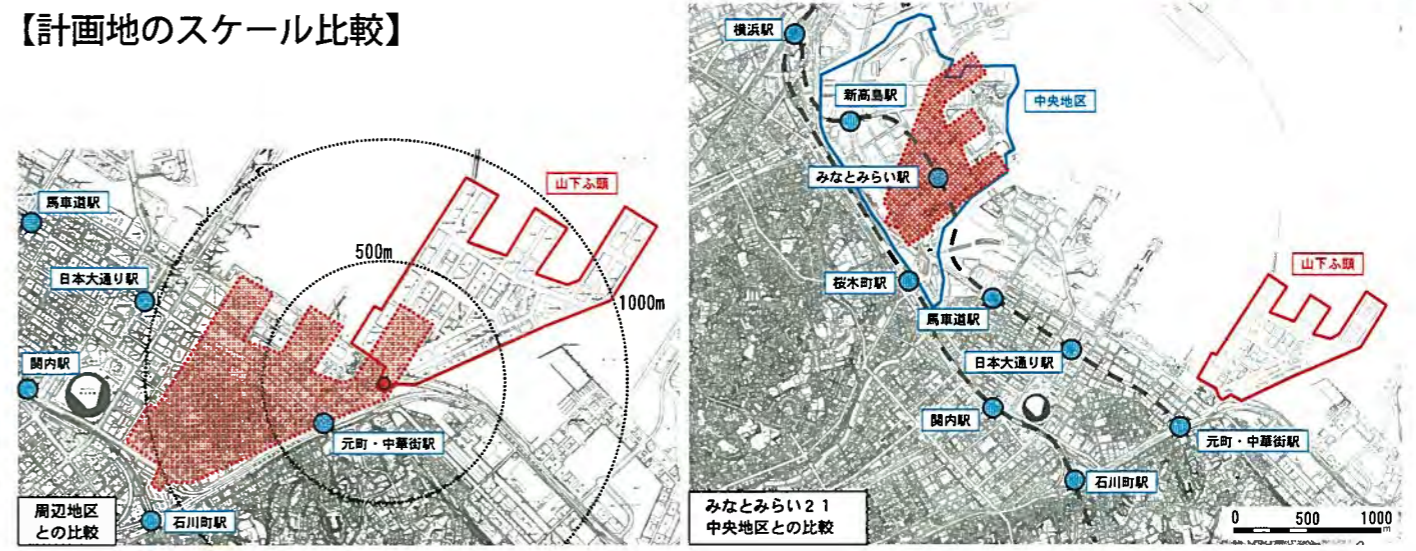 【計画地のスケール比較】
馬車道駅
日本大通り駅
関内駅
500m
1000m
山下ふ頭
元町・中華街駅
石川町駅
周辺地区
との比較
横浜駅
新高島駅
中央地区
みなとみらい駅
桜木町駅
馬車道駅
日本大通り駅
関内駅
山下ふ頭
元町・中華街駅
石川町駅
みなとみらい21
中央地区との比較
0 500 1000
m